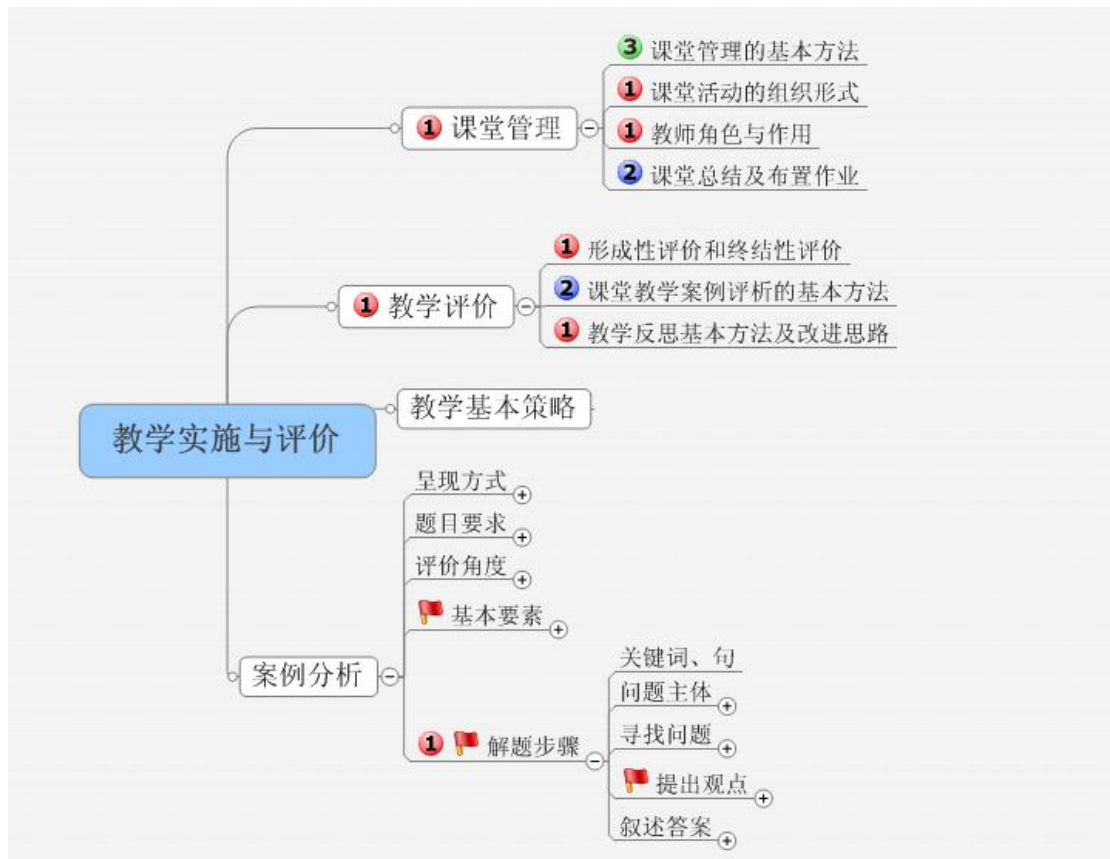 3 课堂管理的基本方法
1 课堂活动的组织形式
1 课堂管理
1 教师角色与作用
2 课堂总结及布置作业
1 形成性评价和终结性评价
2 课堂教学案例评析的基本方法
1 教学评价
1 教学反思基本方法及改进思路
教学基本策略
教学实施与评价
呈现方式
题目要求
评价角度
基本要素
案例分析
1 解题步骤
关键词、句
问题主体
寻找问题
提出观点
叙述答案